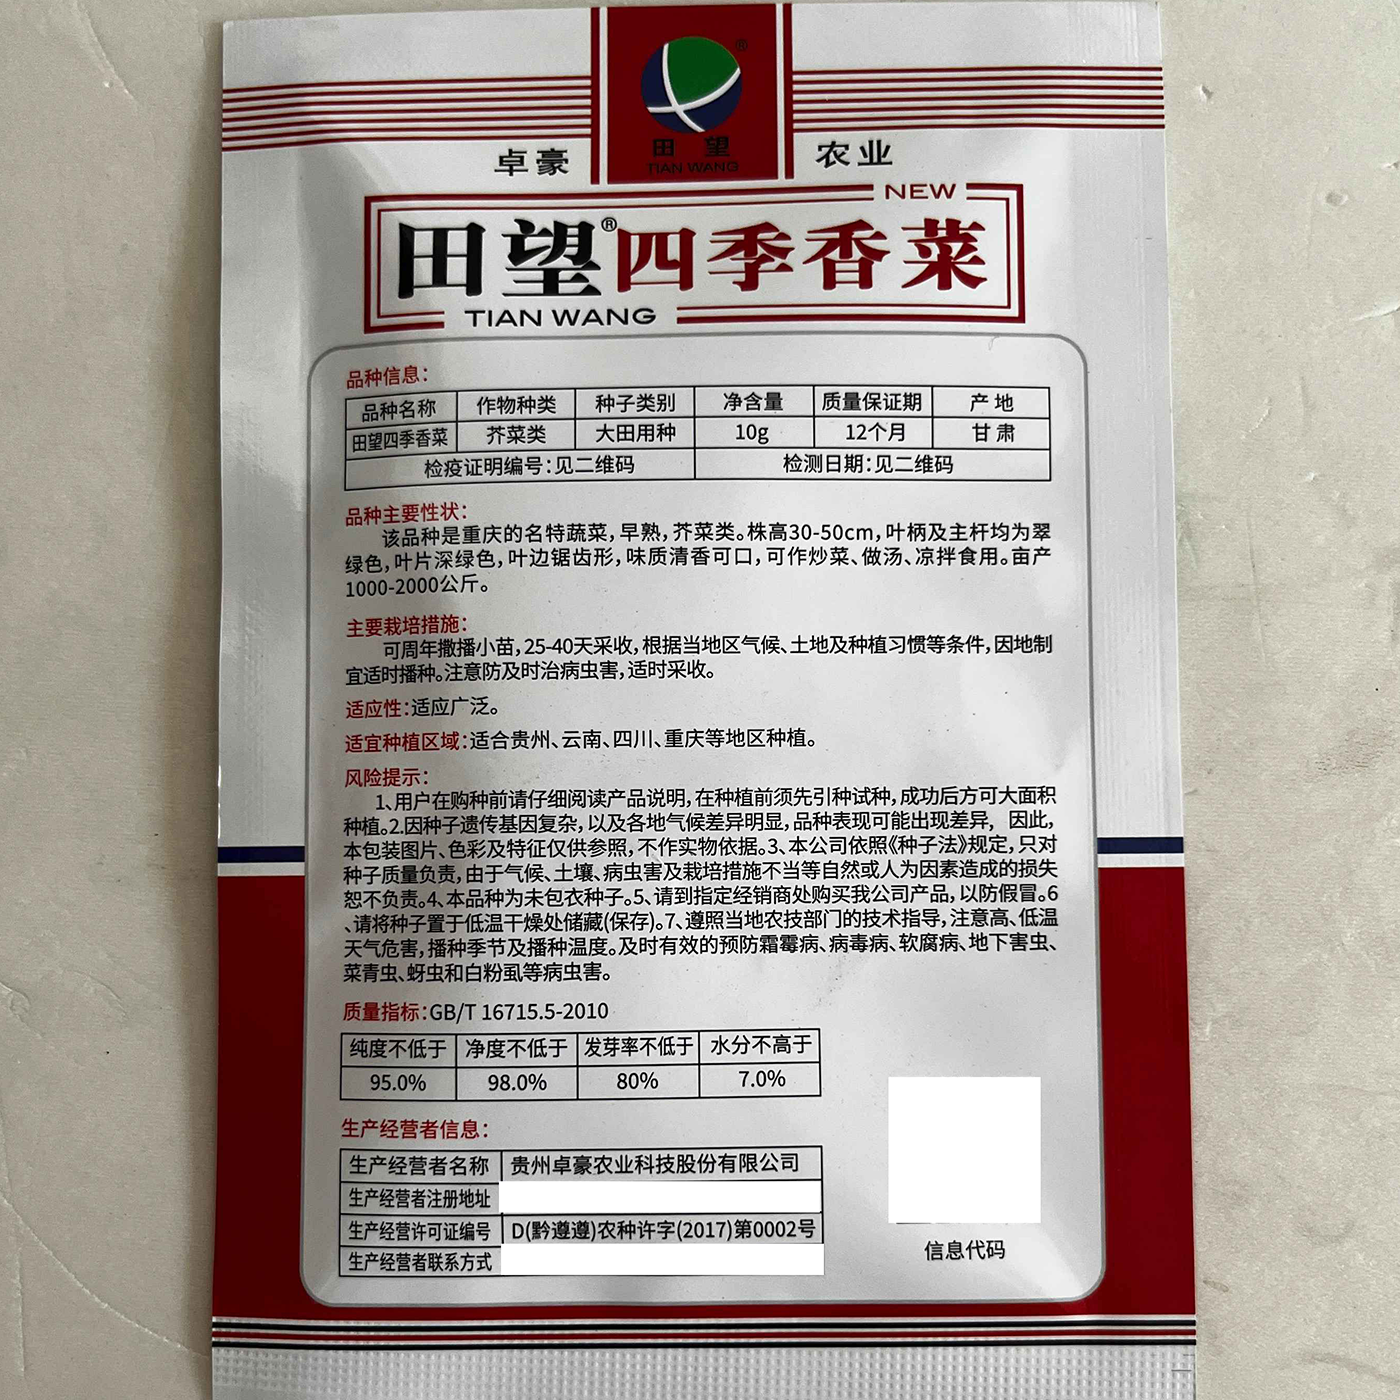 ®
田望
TIAN WANG
卓豪 农业
NEW
田望®四季香菜
TIAN WANG
品种信息：
品种名称 作物种类 种子类别 净含量 质量保证期 产地
田望四季香菜 芥菜类 大田用种 10g 12个月 甘肃
检疫证明编号：见二维码 检测日期：见二维码
品种主要性状：
该品种是重庆的名特蔬菜，早熟，芥菜类。株高30-50cm，叶柄及主杆均为翠
绿色，叶片深绿色，叶边锯齿形，味质清香可口，可作炒菜、做汤、凉拌食用。亩产
1000-2000公斤。
主要栽培措施：
可周年撒播小苗，25-40天采收，根据当地区气候、土地及种植习惯等条件，因地制
宜适时播种。注意防及时治病虫害，适时采收。
适应性：适应广泛。
适宜种植区域：适合贵州、云南、四川、重庆等地区种植。
风险提示：
1、用户在购种前请仔细阅读产品说明，在种植前须先引种试种，成功后方可大面积
种植。2.因种子遗传基因复杂，以及各地气候差异明显，品种表现可能出现差异，因此，
本包装图片、色彩及特征仅供参照，不作实物依据。3、本公司依照《种子法》规定，只对
种子质量负责，由于气候、土壤、病虫害及栽培措施不当等自然或人为因素造成的损失
恕不负责。4、本品种为未包衣种子。5、请到指定经销商处购买我公司产品，以防假冒。6
、请将种子置于低温干燥处储藏(保存)。7、遵照当地农技部门的技术指导，注意高、低温
天气危害，播种季节及播种温度。及时有效的预防霜霉病、病毒病、软腐病、地下害虫、
菜青虫、蚜虫和白粉虱等病虫害。
质量指标：GB/T 16715.5-2010
纯度不低于 净度不低于 发芽率不低于 水分不高于
95.0% 98.0% 80% 7.0%
生产经营者信息：
生产经营者名称 贵州卓豪农业科技股份有限公司
生产经营者注册地址
生产经营许可证编号 D(黔遵遵)农种许字(2017)第0002号
生产经营者联系方式
信息代码